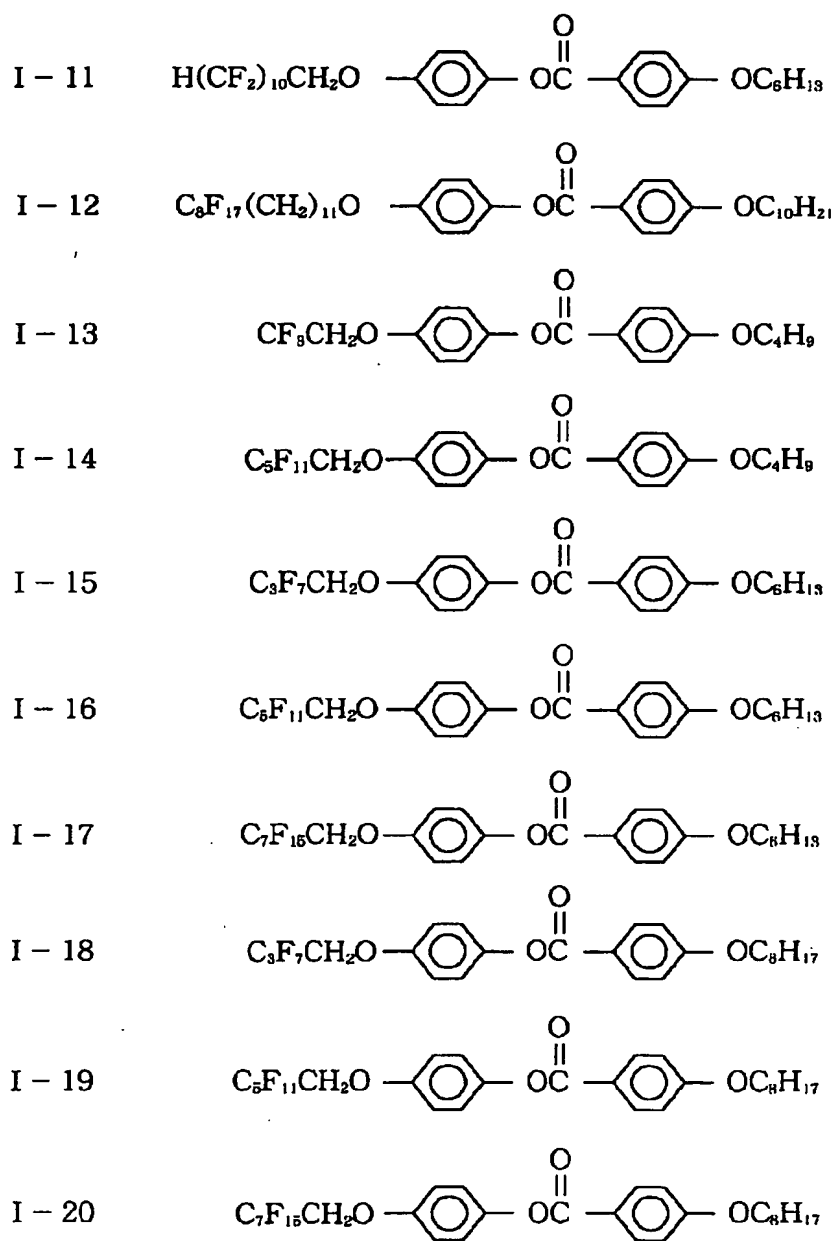 O
I – 11 H(CF₂)₁₀CH₂O OC OC₆H₁₃
O
I – 12 C₈F₁₇(CH₂)₁₁O OC OC₁₀H₂₁
O
I – 13 CF₃CH₂O OC OC₄H₉
O
I – 14 C₅F₁₁CH₂O OC OC₄H₉
O
I – 15 C₃F₇CH₂O OC OC₆H₁₃
O
I – 16 C₅F₁₁CH₂O OC OC₆H₁₃
O
I – 17 C₇F₁₅CH₂O OC OC₆H₁₃
O
I – 18 C₃F₇CH₂O OC OC₈H₁₇
O
I – 19 C₅F₁₁CH₂O OC OC₈H₁₇
O
I – 20 C₇F₁₅CH₂O OC OC₈H₁₇